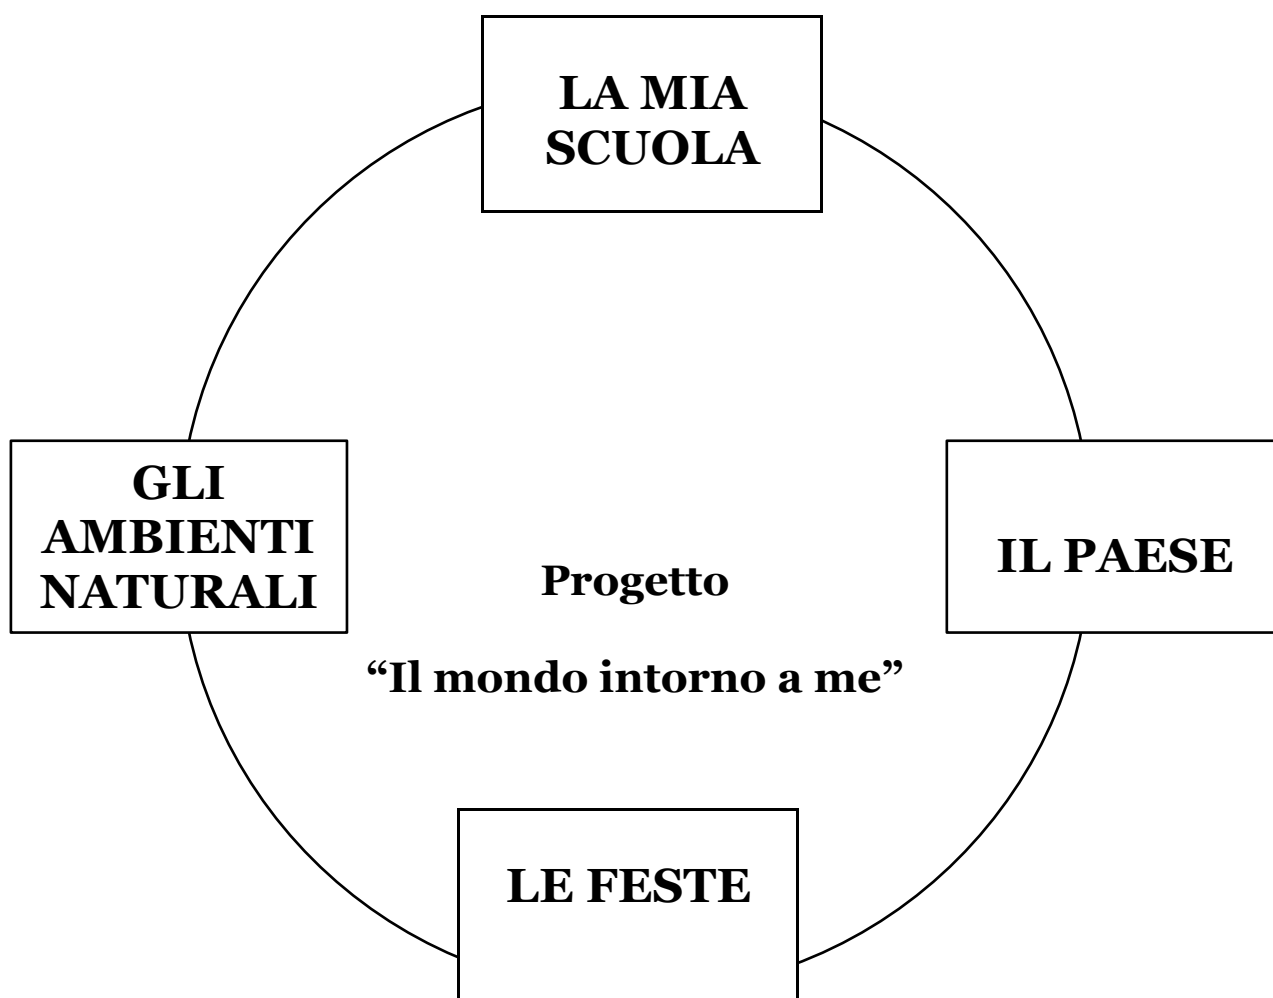 LA MIA
SCUOLA
GLI
AMBIENTI
NATURALI
IL PAESE
Progetto
“Il mondo intorno a me”
LE FESTE